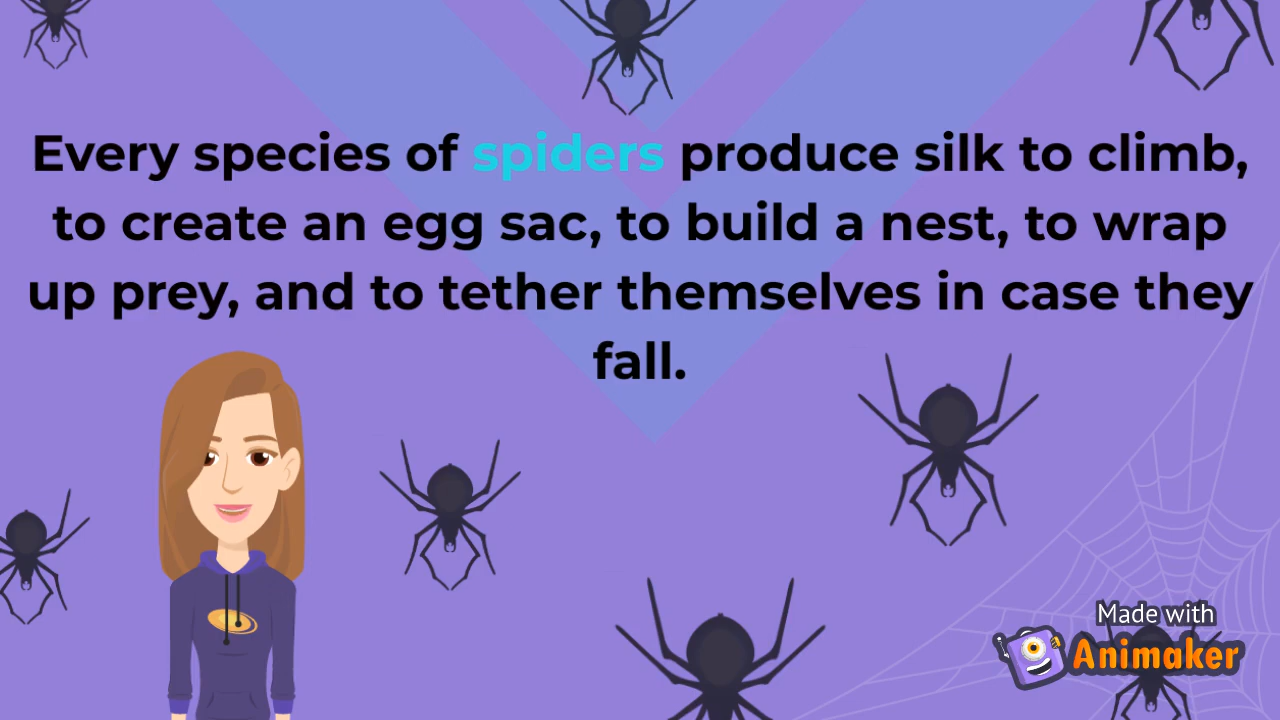 Every species of spiders produce silk to climb,
to create an egg sac, to build a nest, to wrap
up prey, and to tether themselves in case they
fall.
Made with
Animaker